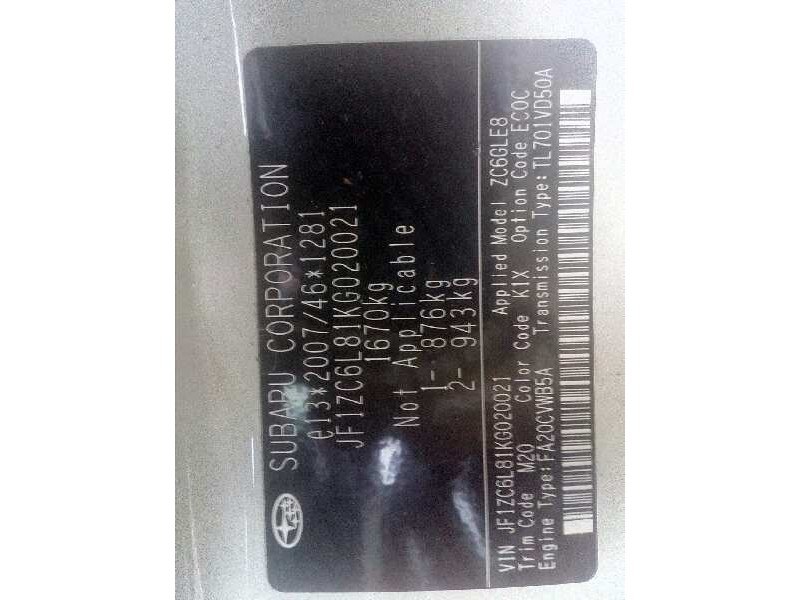 SUBARU CORPORATION
e13*2007/46*1281
JF1ZC6L81KG020021
1670kg
Not Applicable
1- 876kg
2- 943kg
VIN JF1ZC6L81KG020021 Applied Model ZC6GLE8
Trim Code M20 Color Code K1X Option Code EC0C
Engine Type: FA20CVWB5A Transmission Type: TL701VD50A